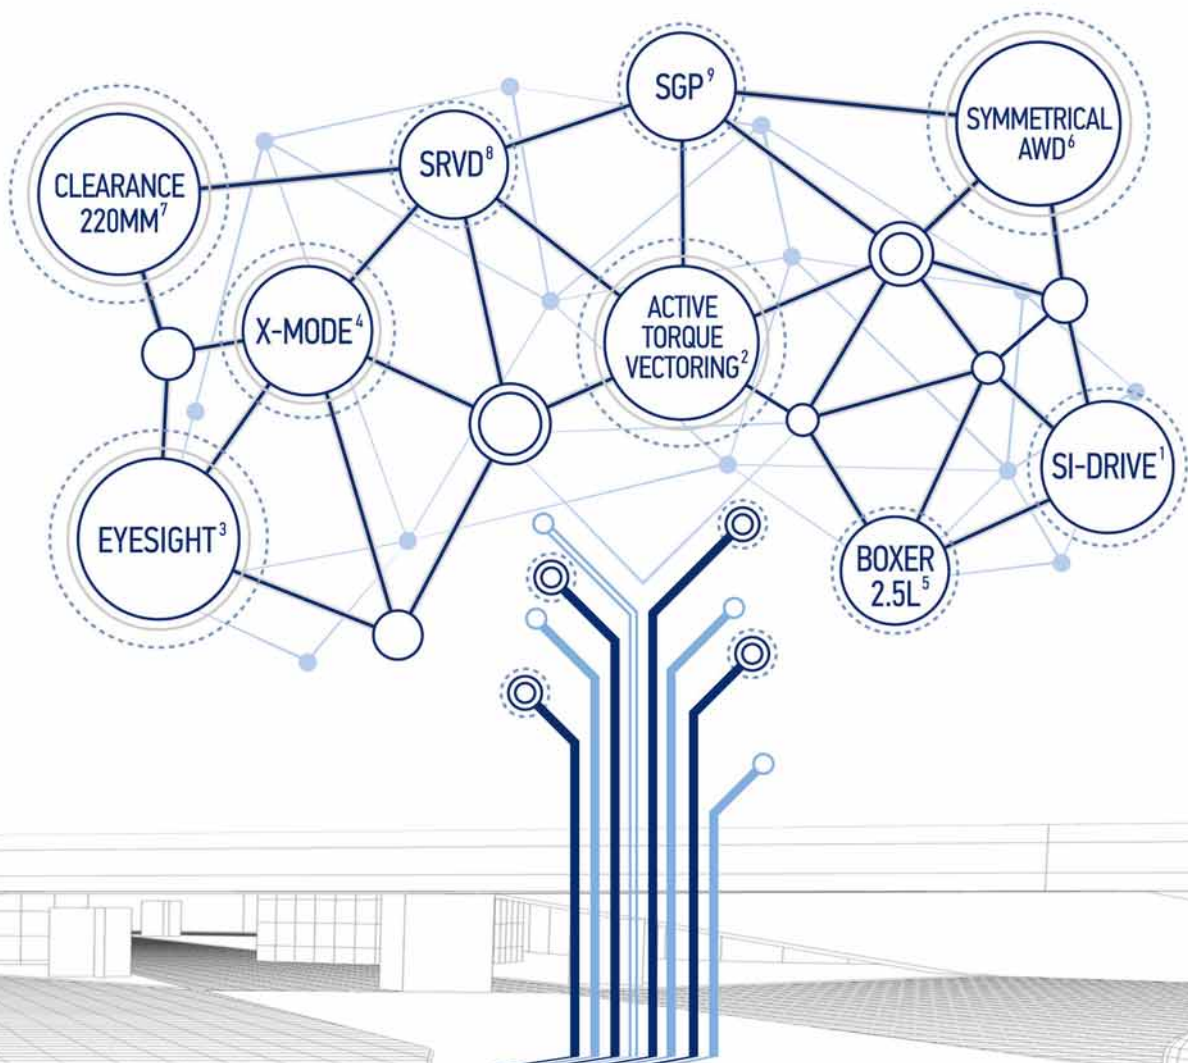 SGP⁹
SYMMETRICAL
AWD⁶
SRVD⁸
CLEARANCE
220MM⁷
X-MODE⁴
ACTIVE
TORQUE
VECTORING²
SI-DRIVE¹
EYESIGHT³
BOXER
2.5L⁵